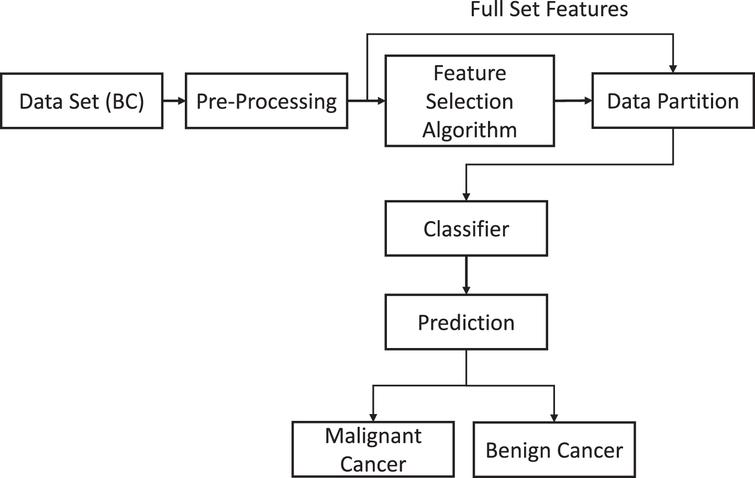 Full Set Features
Data Set (BC)
Pre-Processing
Feature
Selection
Algorithm
Data Partition
Classifier
Prediction
Malignant
Cancer
Benign Cancer